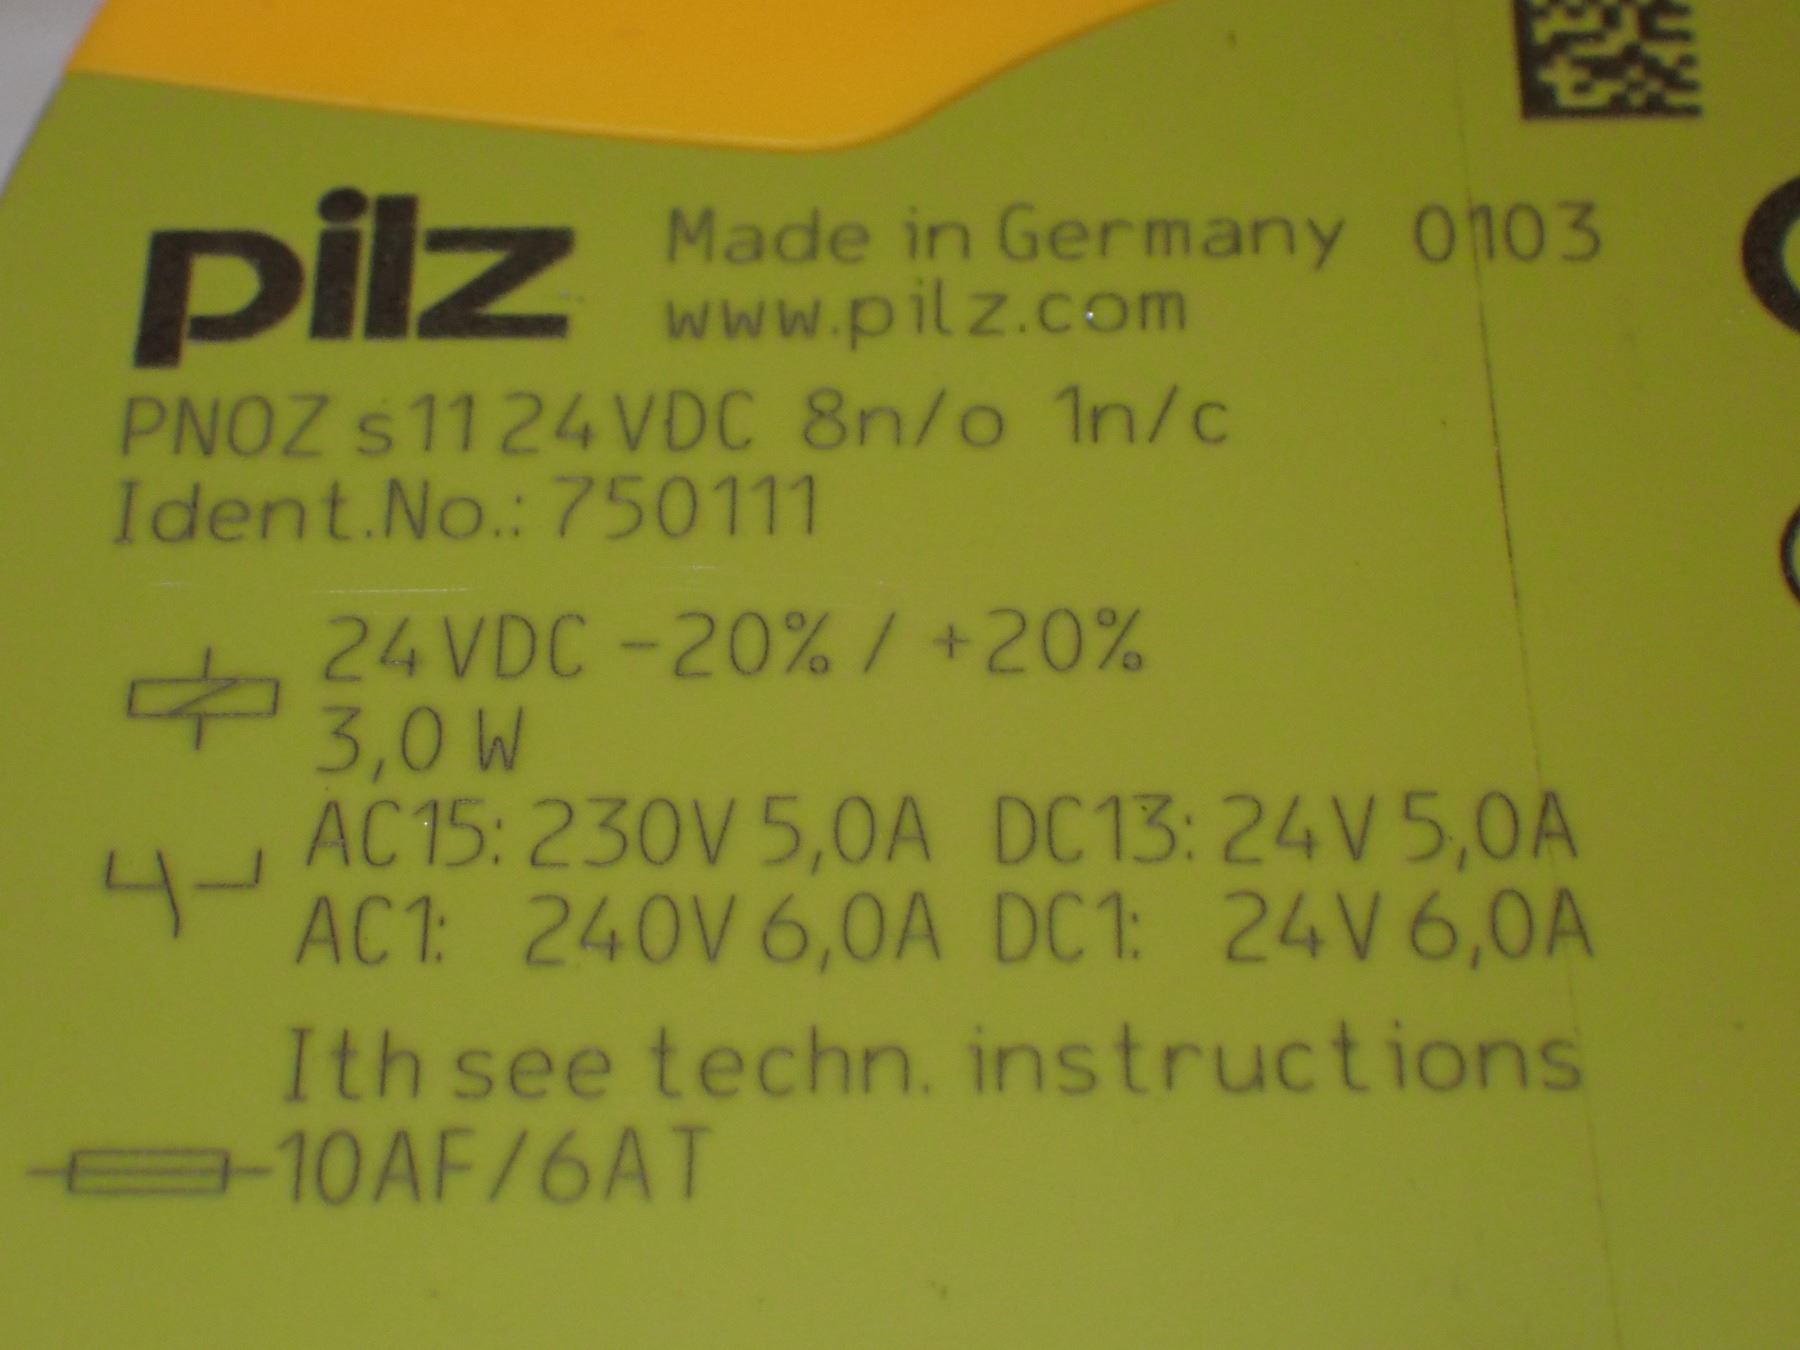 pilz Made in Germany 0103
www.pilz.com
PNOZ s11 24VDC 8n/o 1n/c
Ident.No.: 750111
24VDC -20% / +20%
3,0 W
AC15: 230V 5,0A DC13: 24V 5,0A
AC1: 240V 6,0A DC1: 24V 6,0A
Ith see techn. instructions
10AF/6AT